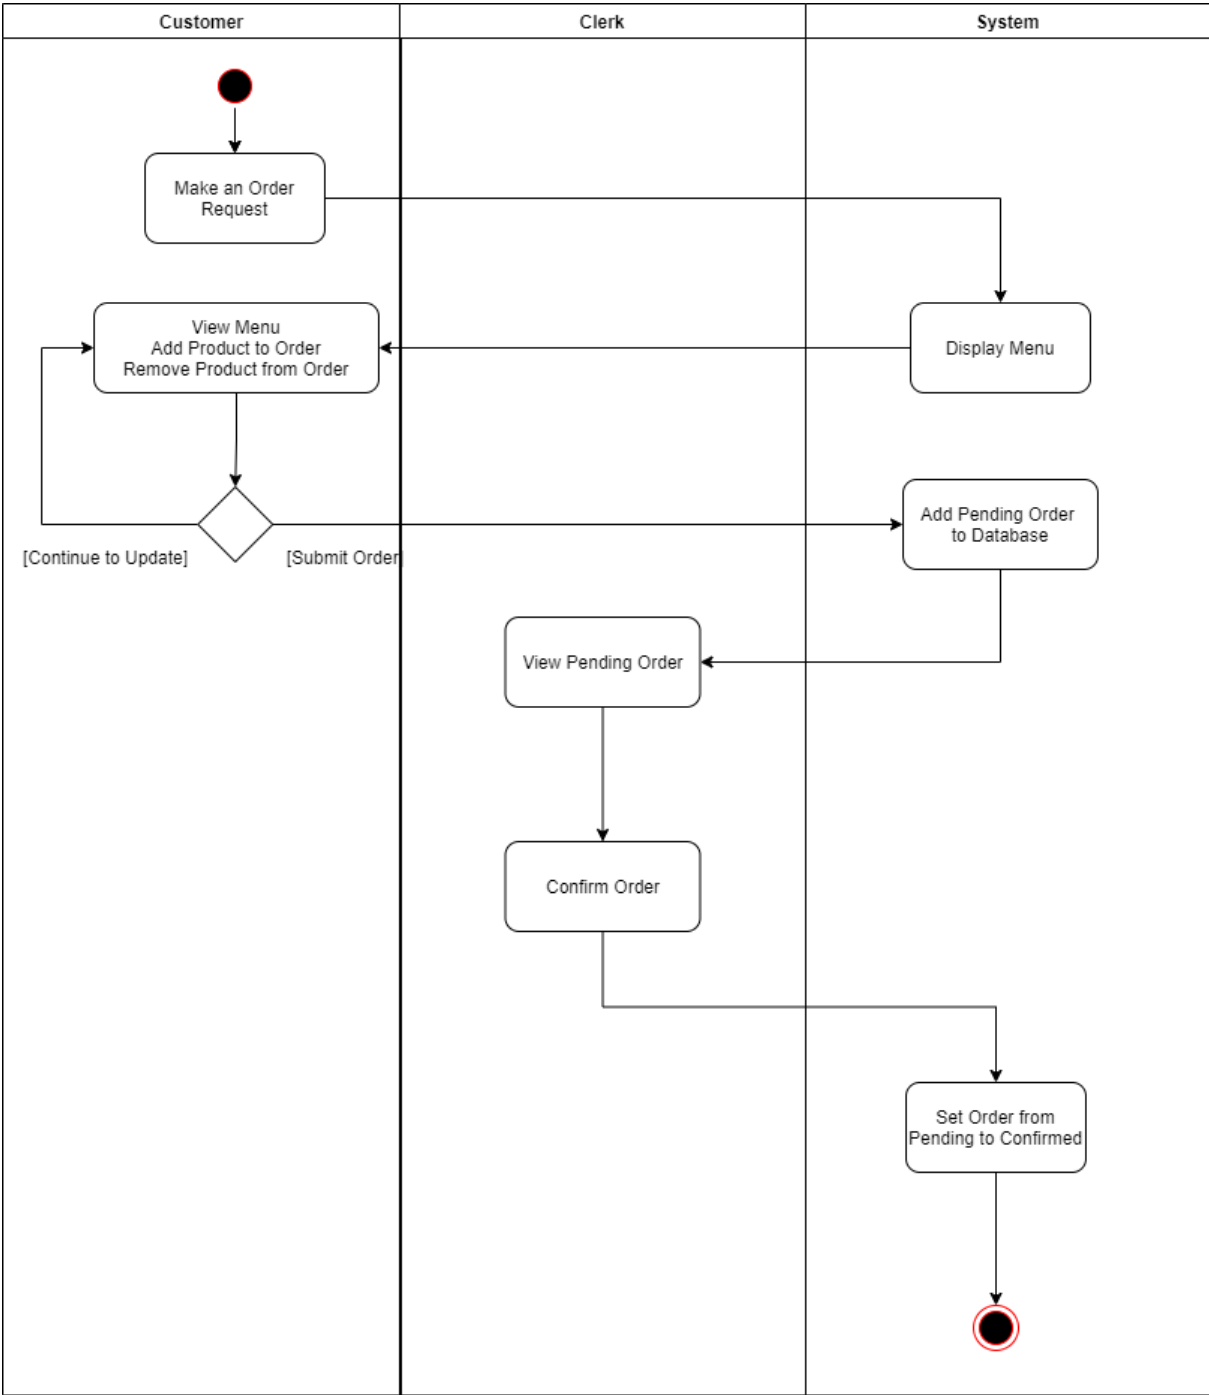 Customer
Clerk
System
Make an Order
Request
View Menu
Add Product to Order
Remove Product from Order
Display Menu
Add Pending Order
to Database
[Continue to Update]
[Submit Order]
View Pending Order
Confirm Order
Set Order from
Pending to Confirmed